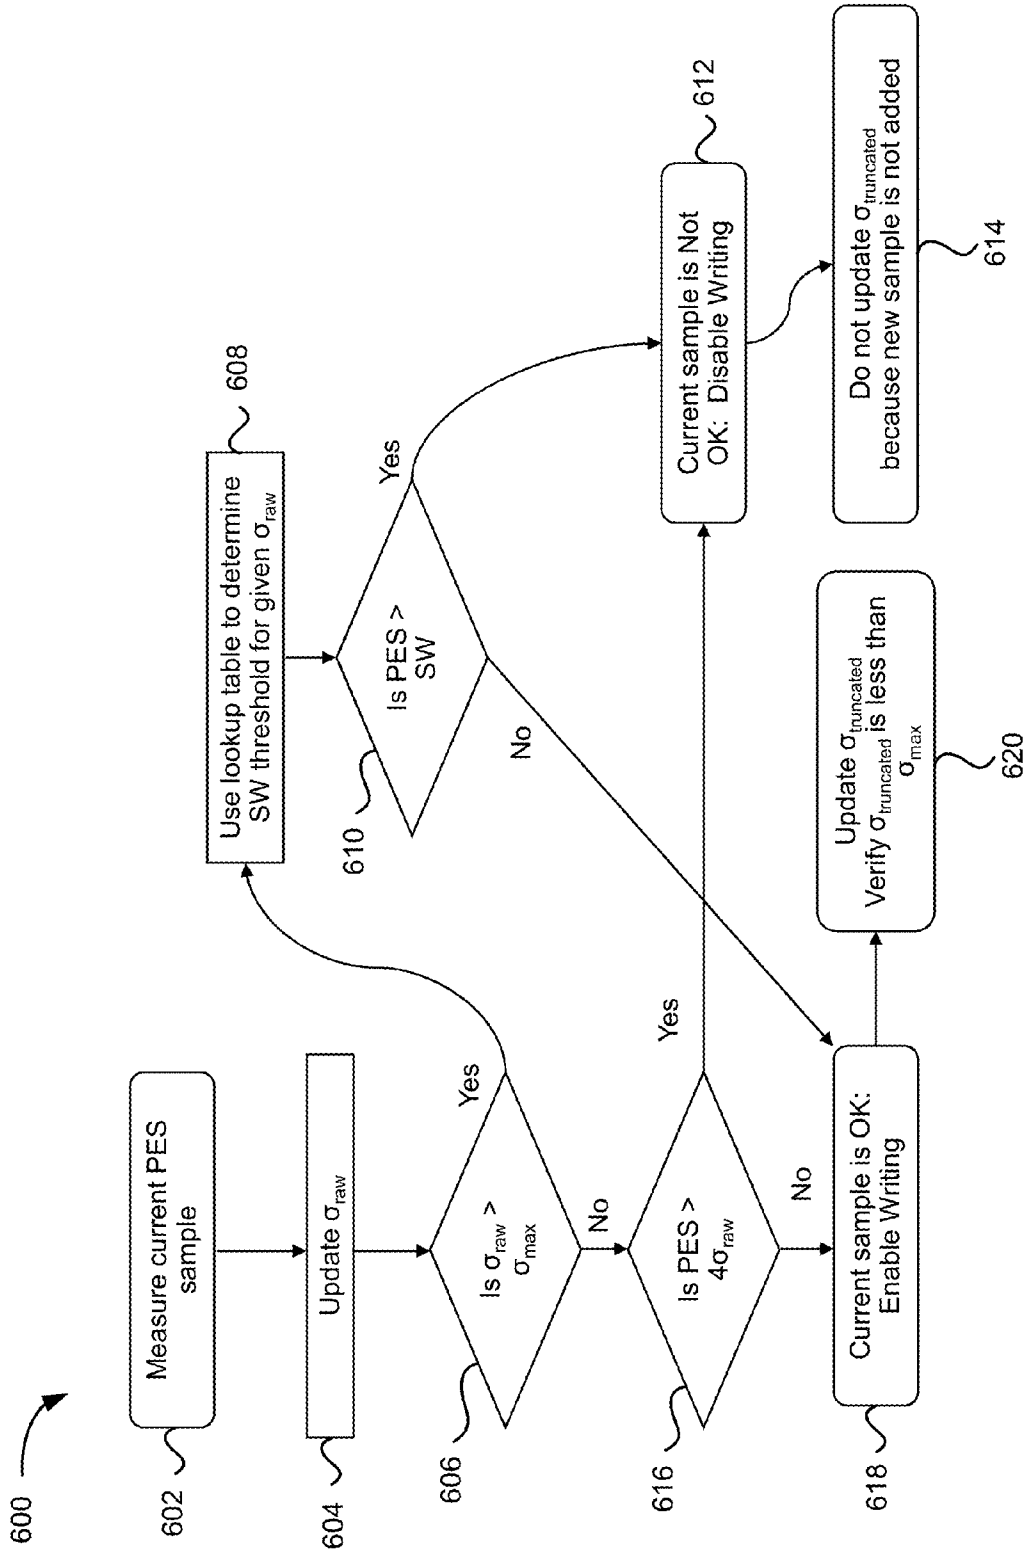 600
602
Measure current PES
sample
604
Update σraw
606
Is σraw >
σmax
Yes
No
608
Use lookup table to determine
SW threshold for given σraw
610
Is PES >
SW
Yes
No
616
Is PES >
4σraw
Yes
No
612
Current sample is Not
OK: Disable Writing
614
Do not update σtruncated
because new sample is not added
618
Current sample is OK:
Enable Writing
620
Update σtruncated
Verify σtruncated is less than
σmax